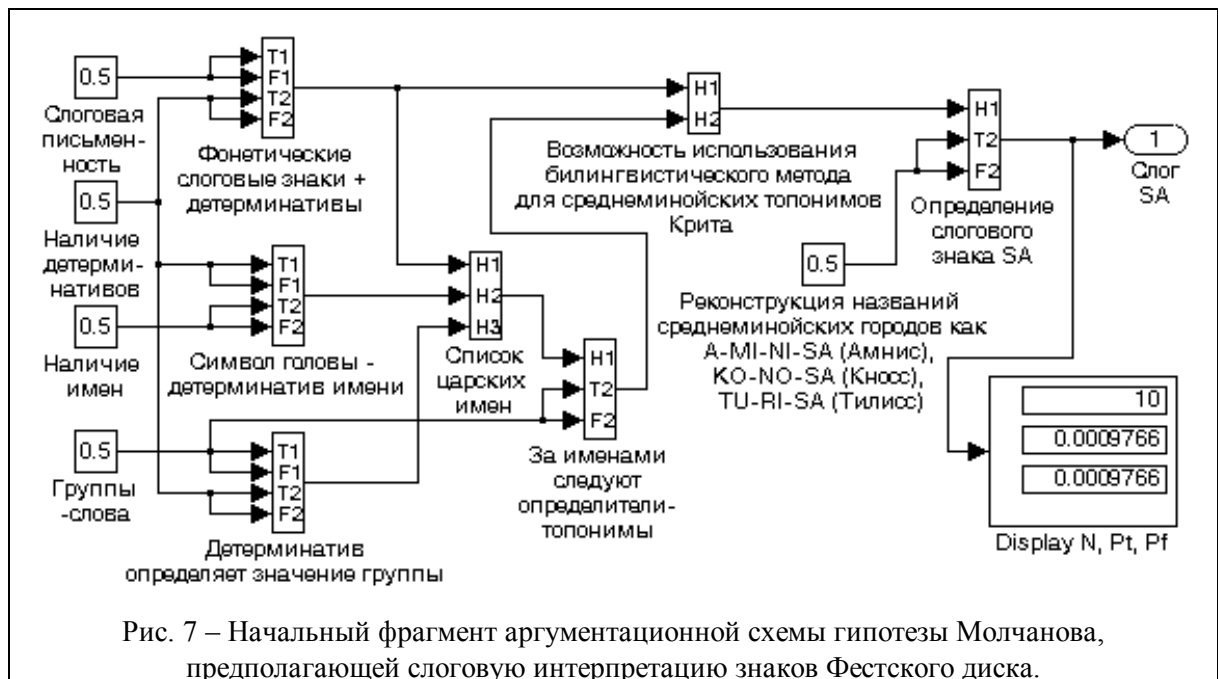 0.5
Слоговая
письмен-
ность
0.5
Наличие
детерми-
нативов
0.5
Наличие
имен
0.5
Группы
-слова
T1
F1
T2
F2
Фонетические
слоговые знаки +
детерминативы
T1
F1
T2
F2
Символ головы -
детерминатив имени
T1
F1
T2
F2
Детерминатив
определяет значение группы
H1
H2
H3
Список
царских
имен
H1
T2
F2
За именами
следуют
определители-
топонимы
H1
H2
Возможность использования
билингвистического метода
для среднеминойских топонимов
Крита
0.5
Реконструкция названий
среднеминойских городов как
A-MI-NI-SA (Амнис),
KO-NO-SA (Кносс),
TU-RI-SA (Тилисс)
H1
T2
F2
Определение
слогового
знака SA
1
Слог
SA
10
0.0009766
0.0009766
Display N, Pt, Pf
Рис. 7 – Начальный фрагмент аргументационной схемы гипотезы Молчанова,
предполагающей слоговую интерпретацию знаков Фестского диска.